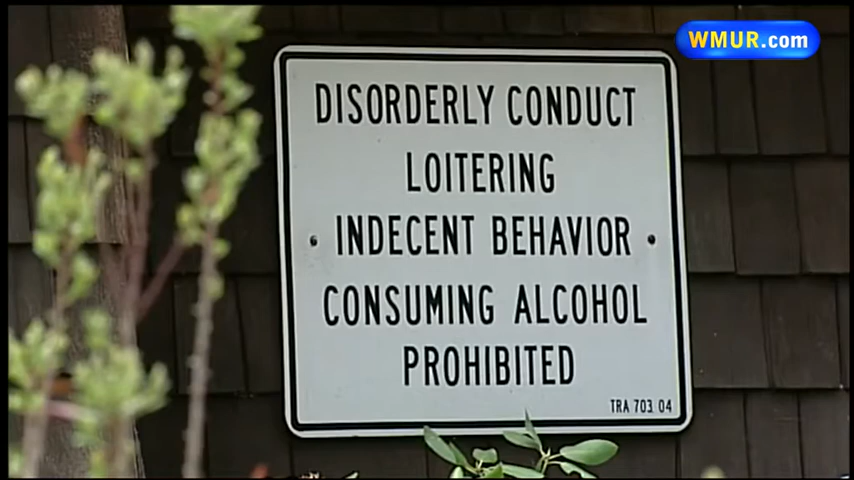 WMUR.com
DISORDERLY CONDUCT
LOITERING
INDECENT BEHAVIOR
CONSUMING ALCOHOL
PROHIBITED
TRA 703.04